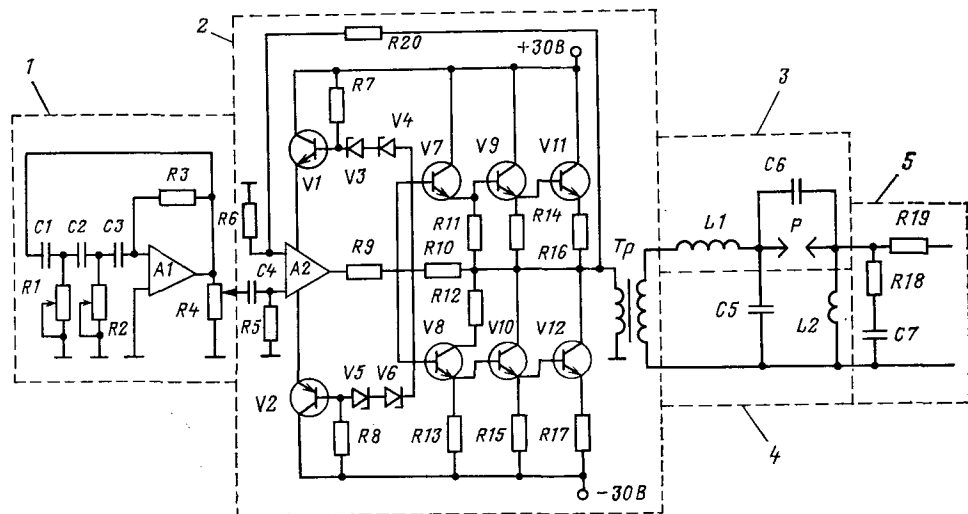 1
2
R20
+30В
R7
V4
V3
V1
V7
V9
V11
3
5
C6
R3
R6
C1
C2
C3
A1
R1
R2
R4
C4
R5
A2
R9
R10
R11
R14
R16
Тр
L1
P
R19
R18
R12
C5
L2
C7
V8
V10
V12
V2
V5
V6
R8
R13
R15
R17
4
−30В